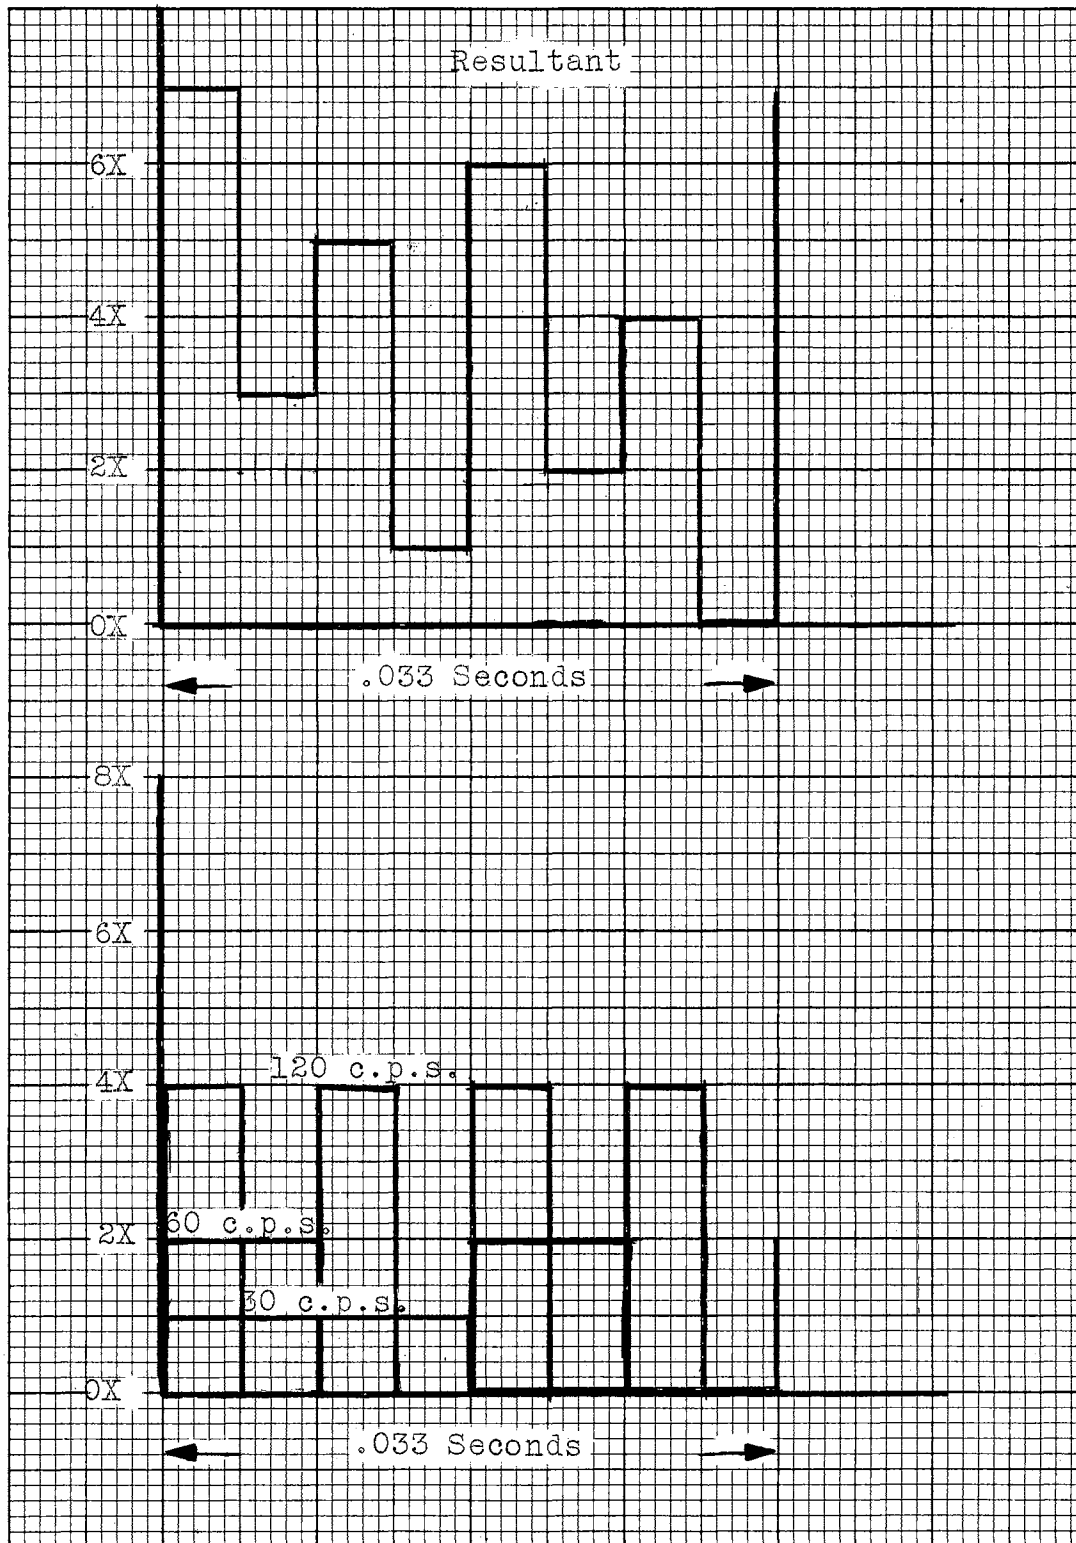 Resultant
6X
4X
2X
0X
.033 Seconds
8X
6X
4X
120 c.p.s.
60 c.p.s.
2X
30 c.p.s.
0X
.033 Seconds